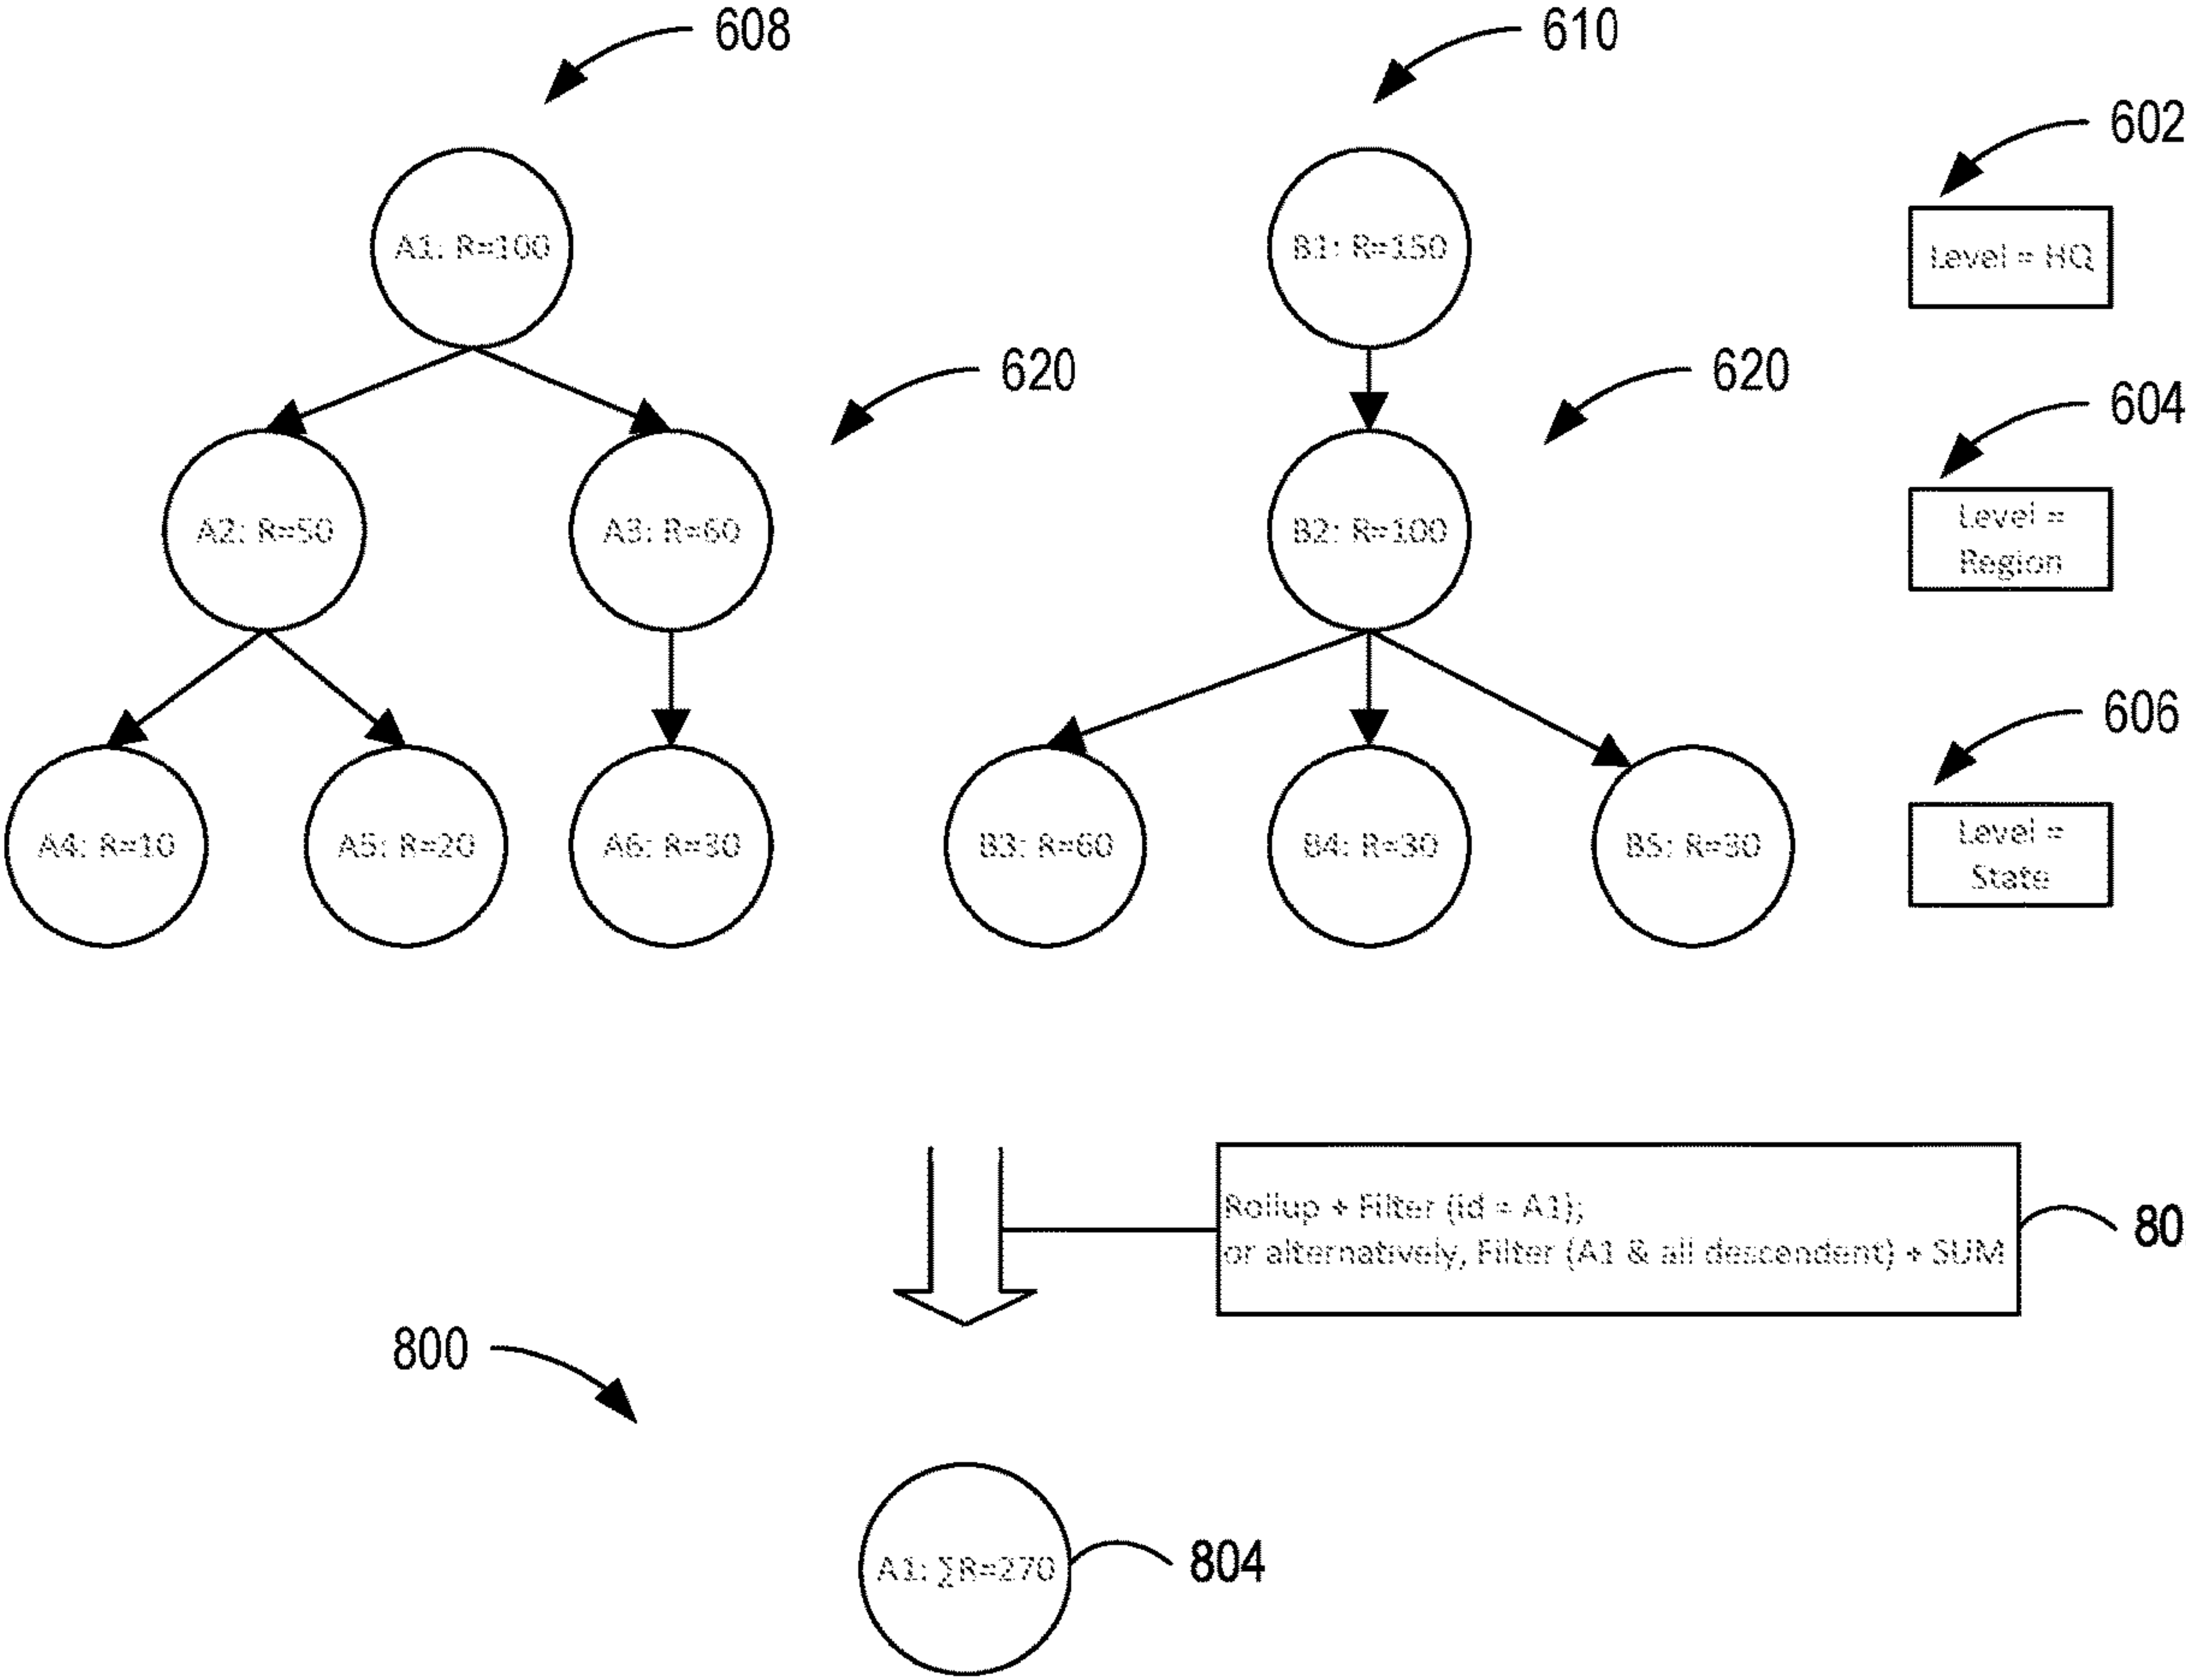 608
610
602
A1: R=100
B1: R=150
Level = HQ
620
620
604
A2: R=50
A3: R=60
B2: R=100
Level =
Region
606
A4: R=10
A5: R=20
A6: R=30
B3: R=60
B4: R=30
B5: R=30
Level =
State
Rollup + Filter (id = A1);
or alternatively, Filter (A1 & all descendent) + SUM
80
800
A1: ∑R=270
804